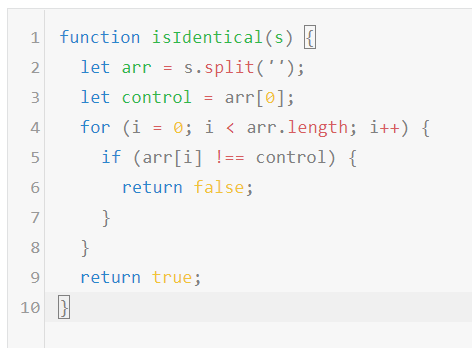 1 function isIdentical(s) {
2   let arr = s.split('');
3   let control = arr[0];
4   for (i = 0; i < arr.length; i++) {
5     if (arr[i] !== control) {
6       return false;
7     }
8   }
9   return true;
10 }